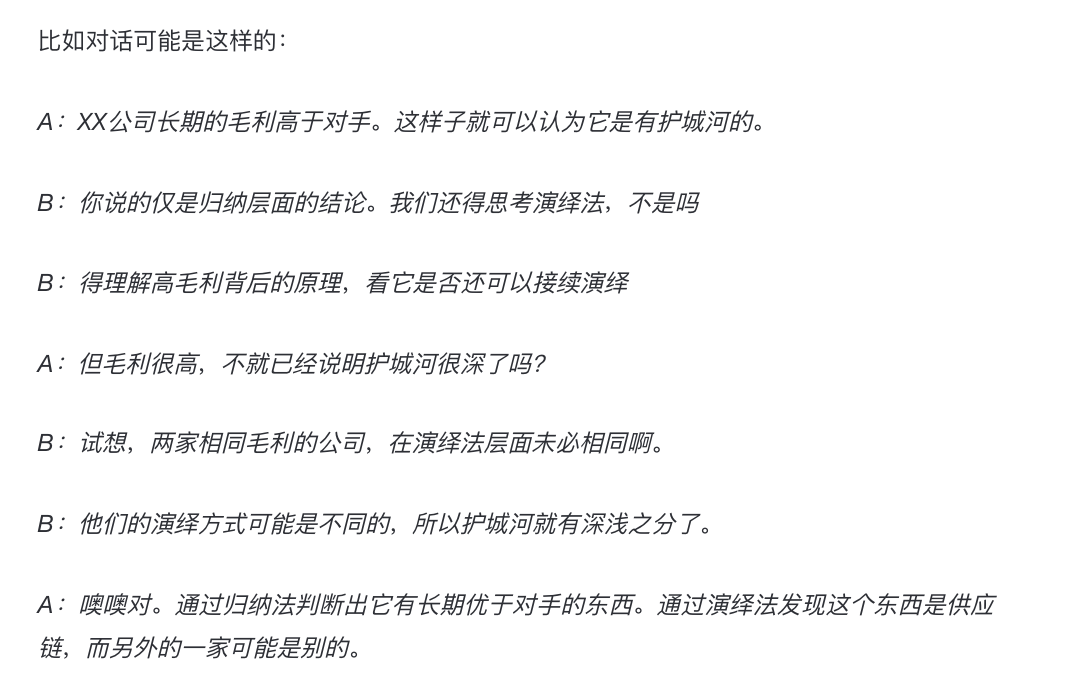 比如对话可能是这样的：
A：XX公司长期的毛利高于对手。这样子就可以认为它是有护城河的。
B：你说的仅是归纳层面的结论。我们还得思考演绎法，不是吗
B：得理解高毛利背后的原理，看它是否还可以接续演绎
A：但毛利很高，不就已经说明护城河很深了吗？
B：试想，两家相同毛利的公司，在演绎法层面未必相同啊。
B：他们的演绎方式可能是不同的，所以护城河就有深浅之分了。
A：噢噢对。通过归纳法判断出它有长期优于对手的东西。通过演绎法发现这个东西是供应
链，而另外的一家可能是别的。